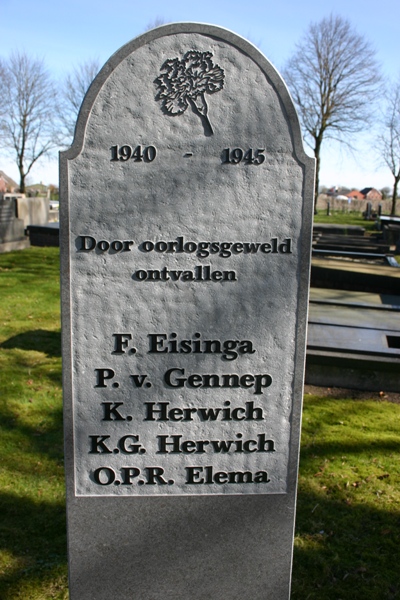 1940 - 1945
Door oorlogsgeweld
ontvallen
F. Eisinga
P. v. Gennep
K. Herwich
K.G. Herwich
O.P.R. Elema